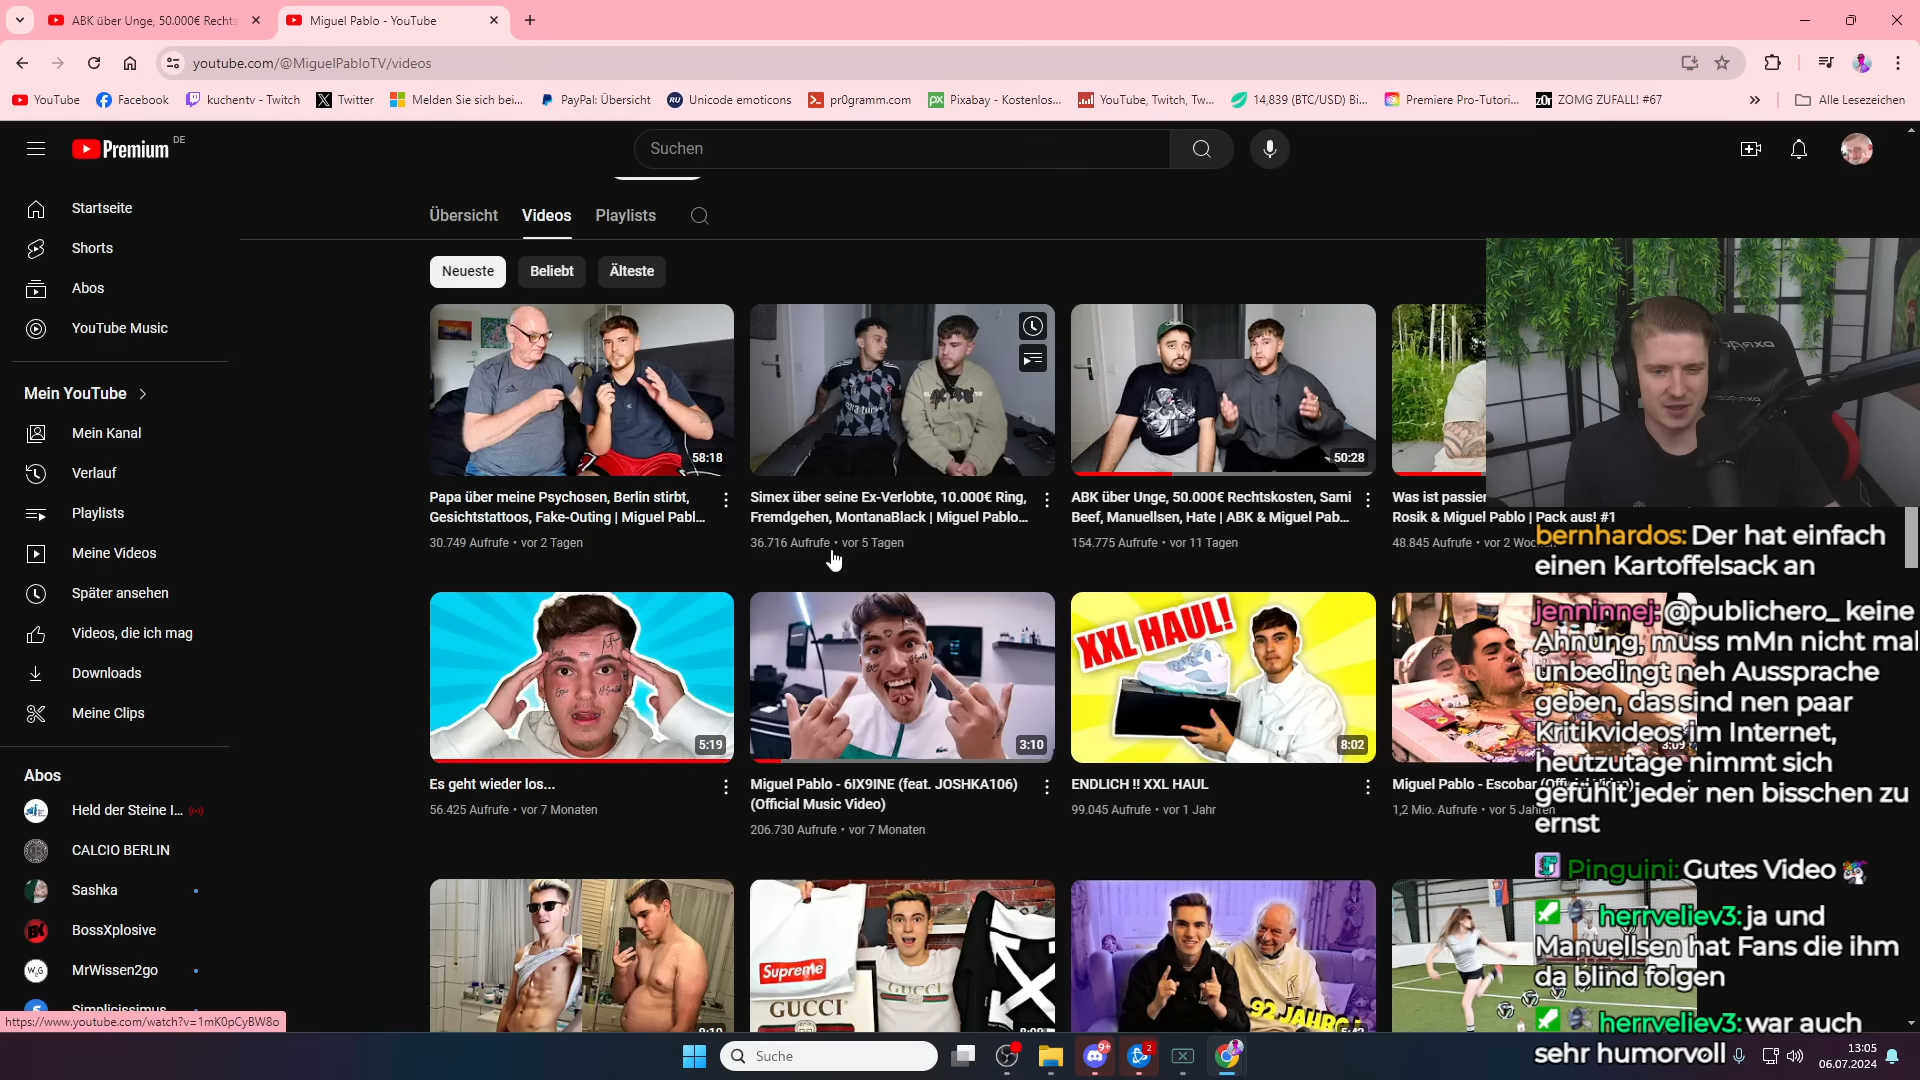 ABK über Unge, 50.000€ Rechts
Miguel Pablo - YouTube
youtube.com/@MiguelPabloTV/videos
YouTube
Facebook
kuchentv - Twitch
Twitter
Melden Sie sich bei...
PayPal: Übersicht
Unicode emoticons
pr0gramm.com
Pixabay - Kostenlos...
YouTube, Twitch, Tw...
14,839 (BTC/USD) Bi...
Premiere Pro-Tutori...
ZOMG ZUFALL! #67
Alle Lesezeichen
Premium DE
Suchen
Startseite
Shorts
Abos
YouTube Music
Mein YouTube
Mein Kanal
Verlauf
Playlists
Meine Videos
Später ansehen
Videos, die ich mag
Downloads
Meine Clips
Abos
Held der Steine I...
CALCIO BERLIN
Sashka
BossXplosive
MrWissen2go
Simplicissimus
https://www.youtube.com/watch?v=1mK0pCyBW8o
Übersicht
Videos
Playlists
Neueste
Beliebt
Älteste
58:18
Papa über meine Psychosen, Berlin stirbt,
Gesichtstattoos, Fake-Outing | Miguel Pabl...
30.749 Aufrufe • vor 2 Tagen
Simex über seine Ex-Verlobte, 10.000€ Ring,
Fremdgehen, MontanaBlack | Miguel Pablo...
36.716 Aufrufe • vor 5 Tagen
50:28
ABK über Unge, 50.000€ Rechtskosten, Sami
Beef, Manuellsen, Hate | ABK & Miguel Pab...
154.775 Aufrufe • vor 11 Tagen
Was ist passier
Rosik & Miguel Pablo | Pack aus! #1
48.845 Aufrufe • vor 2
5:19
Es geht wieder los...
56.425 Aufrufe • vor 7 Monaten
3:10
Miguel Pablo - 6IX9INE (feat. JOSHKA106)
(Official Music Video)
206.730 Aufrufe • vor 7 Monaten
XXL HAUL!
8:02
ENDLICH !! XXL HAUL
99.045 Aufrufe • vor 1 Jahr
3:09
Miguel Pablo - Escobar (Official Video)
1,2 Mio. Aufrufe • vor 5 Jahren
Supreme
GUCCI
GUCCI
92 JAHRE
bernhardos: Der hat einfach
einen Kartoffelsack an
jenninnej: @publichero_ keine
Ahnung, muss mMn nicht mal
unbedingt neh Aussprache
geben, das sind nen paar
Kritikvideos im Internet,
heutzutage nimmt sich
gefühlt jeder nen bisschen zu
ernst
Pinguini: Gutes Video
herrveliev3: ja und
Manuellsen hat Fans die ihm
da blind folgen
herrveliev3: war auch
sehr humorvoll
Suche
9+
2
13:05
06.07.2024